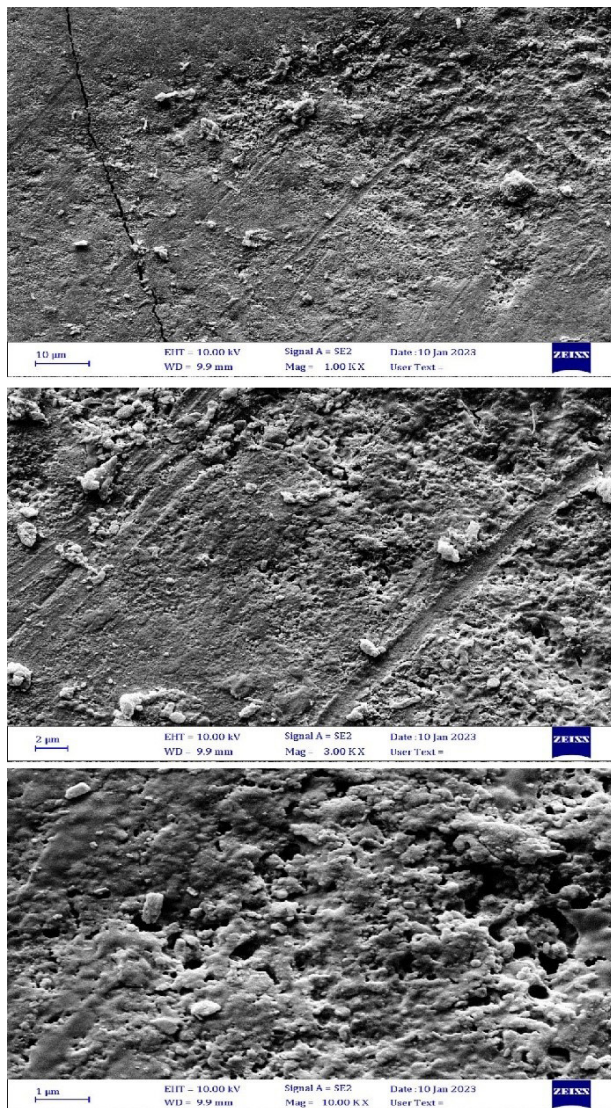 10 µm EHT = 10.00 kV Signal A = SE2 Date :10 Jan 2023 ZEISS
WD = 9.9 mm Mag = 1.00 K X User Text =
2 µm EHT = 10.00 kV Signal A = SE2 Date :10 Jan 2023 ZEISS
WD = 9.9 mm Mag = 3.00 K X User Text =
1 µm EHT = 10.00 kV Signal A = SE2 Date :10 Jan 2023 ZEISS
WD = 9.9 mm Mag = 10.00 K X User Text =